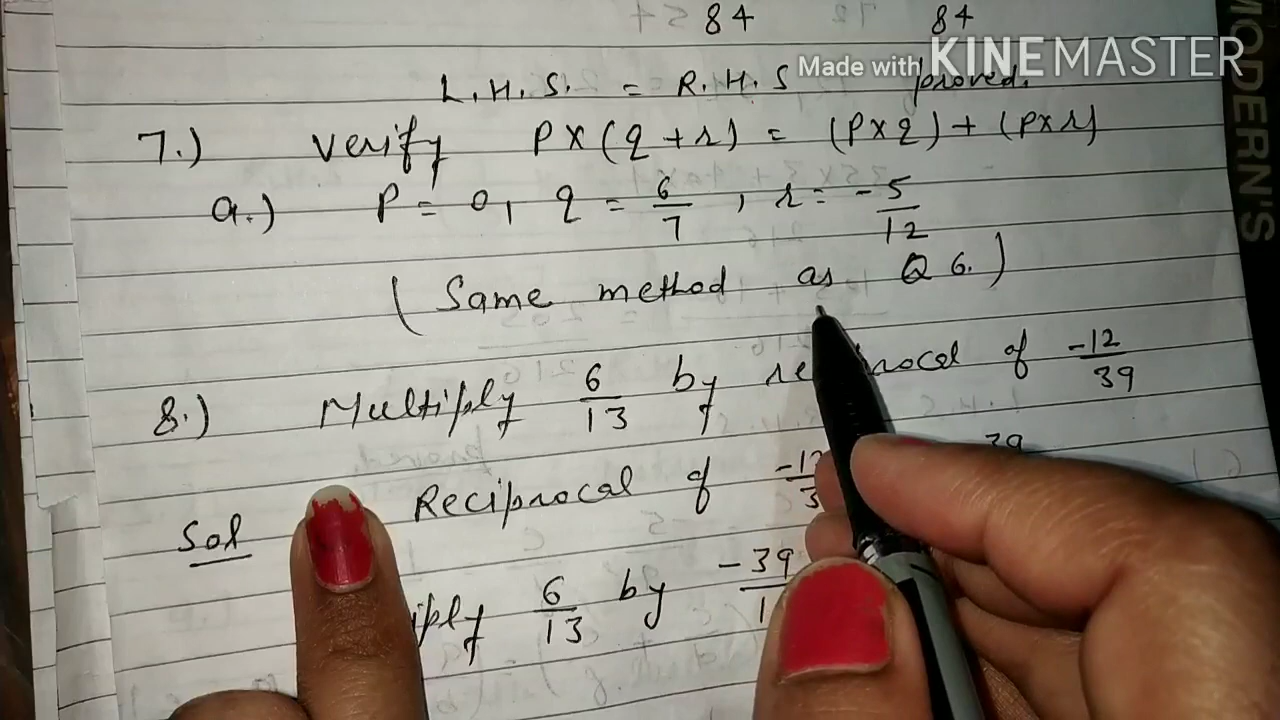 84 84
Made with KINEMASTER
L.H.S. = R.H.S proved.
7.) Verify P×(q+r) = (P×q)+(P×r)
a.) P = 0, q = 6/7, r = -5/12
(Same method as Q 6.)
8.) Multiply 6/13 by reciprocal of -12/39
Sol Reciprocal of 39
6/13 by -39
MODERN'S